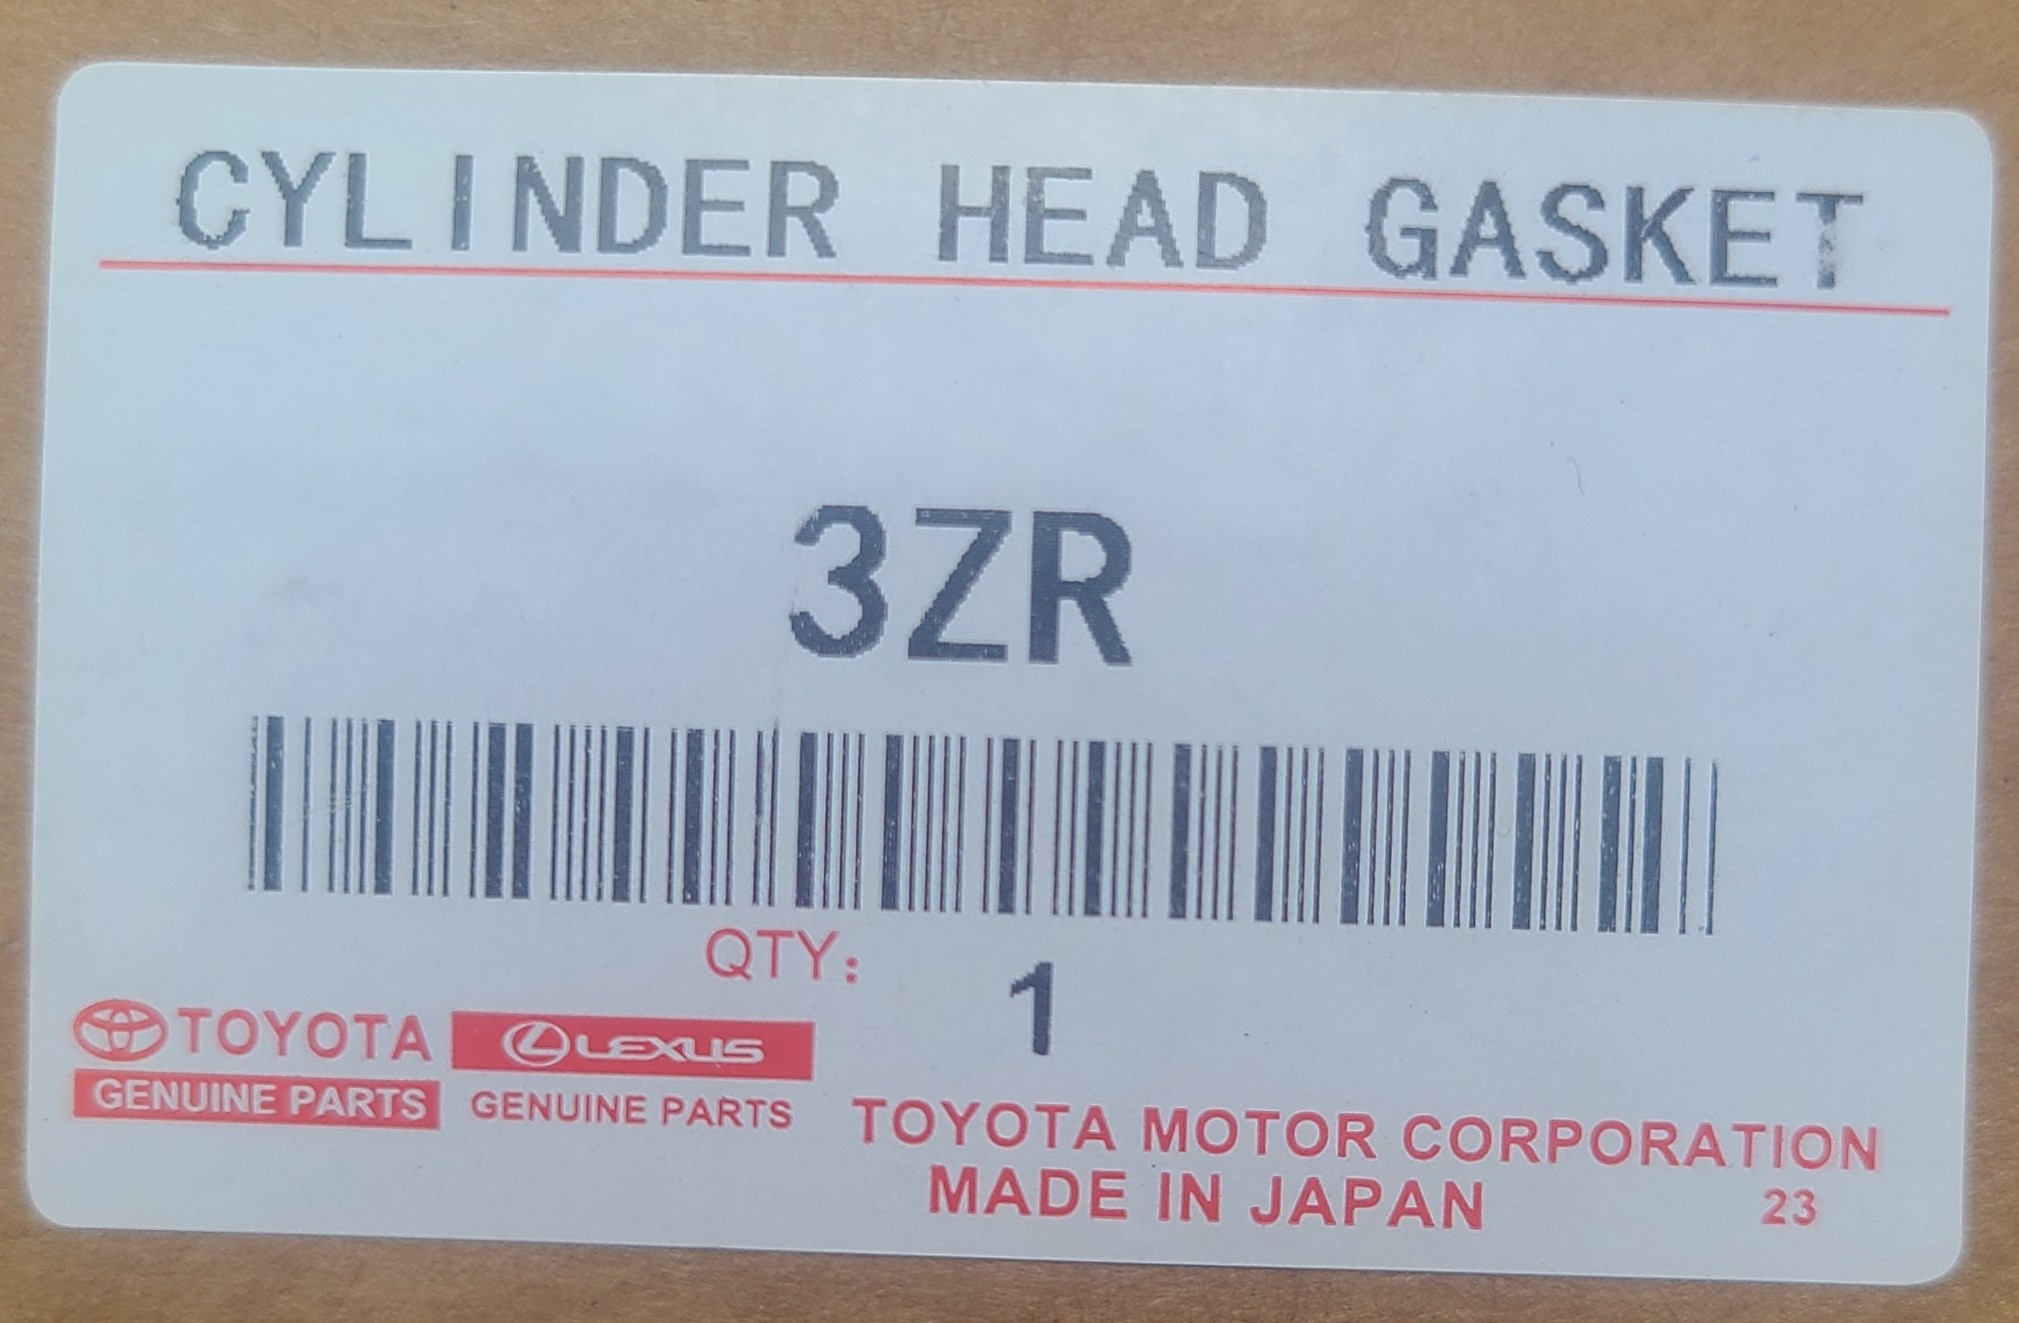 CYLINDER HEAD GASKET
3ZR
QTY: 1
TOYOTA LEXUS
GENUINE PARTS GENUINE PARTS
TOYOTA MOTOR CORPORATION
MADE IN JAPAN 23